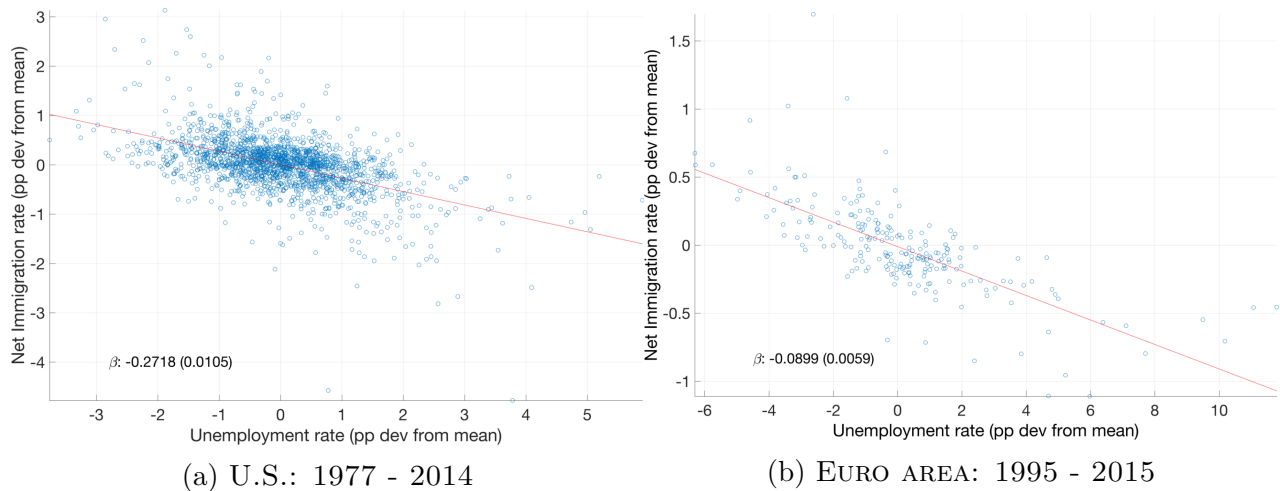 Net Immigration rate (pp dev from mean)
3
2
1
0
-1
-2
-3
-4
β: -0.2718 (0.0105)
-3 -2 -1 0 1 2 3 4 5
Unemployment rate (pp dev from mean)
(a) U.S.: 1977 - 2014
Net Immigration rate (pp dev from mean)
1.5
1
0.5
0
-0.5
-1
β: -0.0899 (0.0059)
-6 -4 -2 0 2 4 6 8 10
Unemployment rate (pp dev from mean)
(b) EURO AREA: 1995 - 2015